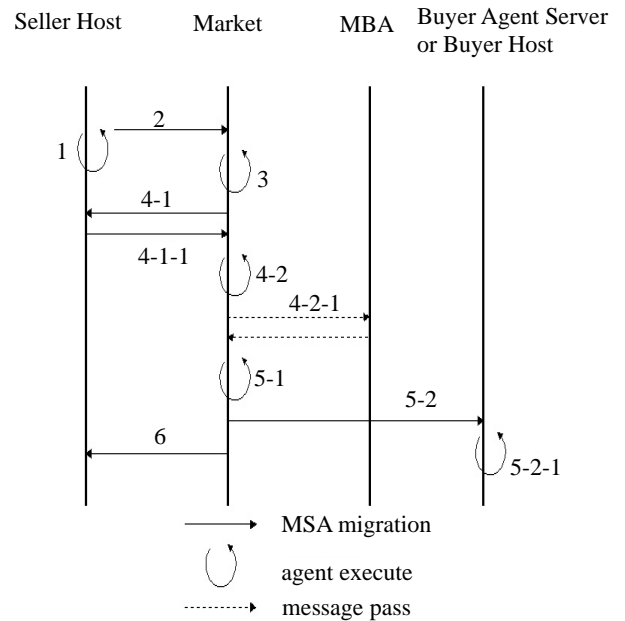 Seller Host
Market
MBA
Buyer Agent Server
or Buyer Host
2
1
3
4-1
4-1-1
4-2
4-2-1
5-1
5-2
6
5-2-1
MSA migration
agent execute
message pass